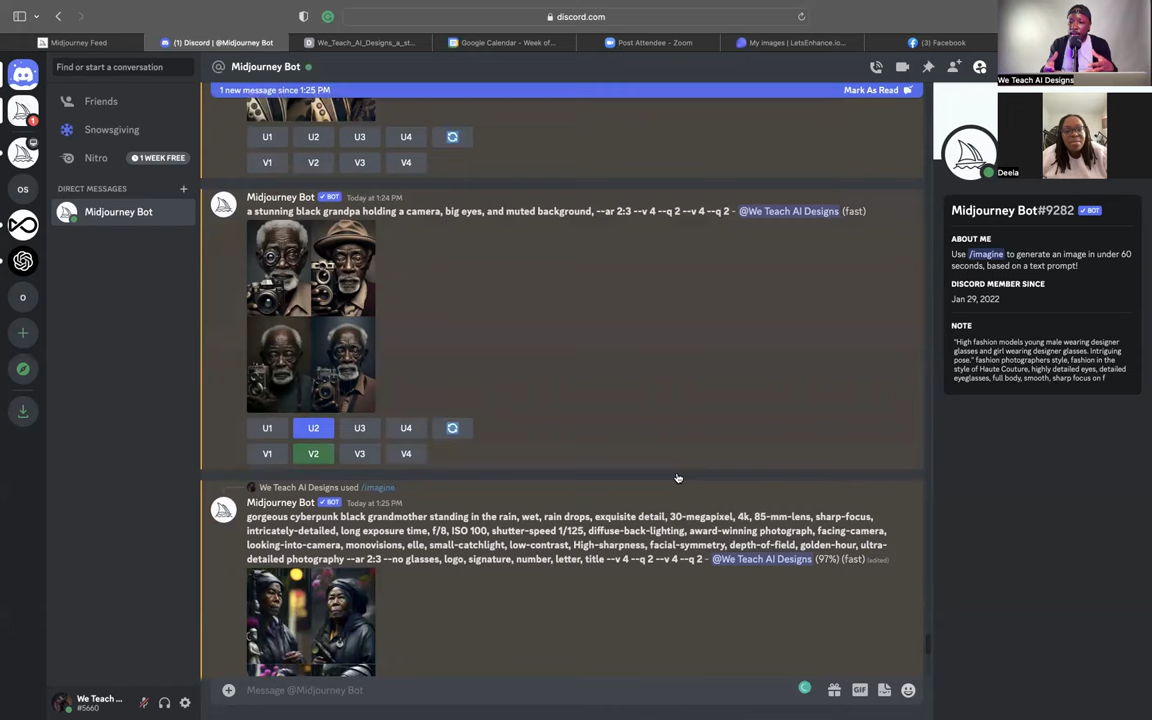 discord.com
Midjourney Feed
(1) Discord | @Midjourney Bot
We_Teach_AI_Designs_a_st...
Google Calendar - Week of...
Post Attendee - Zoom
My images | LetsEnhance.io...
(3) Facebook
We Teach AI Designs
Find or start a conversation
Midjourney Bot
1 new message since 1:25 PM
Mark As Read
Friends
1
Snowsgiving
U1 U2 U3 U4
Nitro
1 WEEK FREE
V1 V2 V3 V4
Deela
DIRECT MESSAGES
OS
Midjourney Bot
O
Midjourney Bot BOT Today at 1:24 PM
a stunning black grandpa holding a camera, big eyes, and muted background, --ar 2:3 --v 4 --q 2 --v 4 --q 2 - @We Teach AI Designs (fast)
U1 U2 U3 U4
V1 V2 V3 V4
We Teach AI Designs used /imagine
Midjourney Bot BOT Today at 1:25 PM
gorgeous cyberpunk black grandmother standing in the rain, wet, rain drops, exquisite detail, 30-megapixel, 4k, 85-mm-lens, sharp-focus,
intricately-detailed, long exposure time, f/8, ISO 100, shutter-speed 1/125, diffuse-back-lighting, award-winning photograph, facing-camera,
looking-into-camera, monovisions, elle, small-catchlight, low-contrast, High-sharpness, facial-symmetry, depth-of-field, golden-hour, ultra-
detailed photography --ar 2:3 --no glasses, logo, signature, number, letter, title --v 4 --q 2 --v 4 --q 2 - @We Teach AI Designs (97%) (fast) (edited)
Message @Midjourney Bot
GIF
We Teach ...
#5660
Midjourney Bot#9282 BOT
ABOUT ME
Use /imagine to generate an image in under 60
seconds, based on a text prompt!
DISCORD MEMBER SINCE
Jan 29, 2022
NOTE
"High fashion models young male wearing designer
glasses and girl wearing designer glasses. Intriguing
pose." fashion photographers style, fashion in the
style of Haute Couture, highly detailed eyes, detailed
eyeglasses, full body, smooth, sharp focus on f